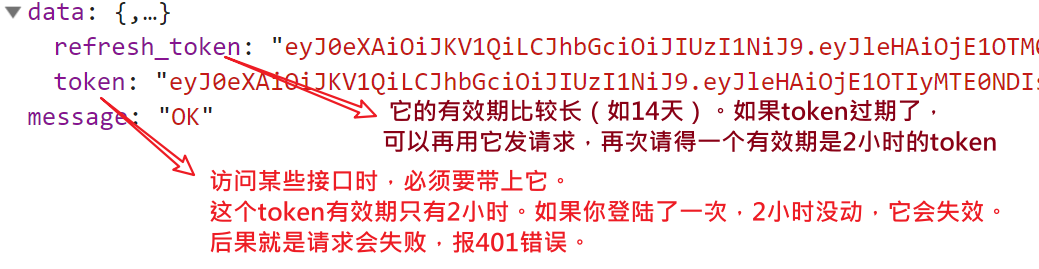 data: {,…}
refresh_token: "eyJ0eXAiOiJKV1QiLCJhbGciOiJIUzI1NiJ9.eyJleHAiOjE1OTM0
token: "eyJ0eXAiOiJKV1QiLCJhbGciOiJIUzI1NiJ9.eyJleHAiOjE1OTIyMTE0NDIs
message: "OK"
它的有效期比较长（如14天）。如果token过期了，
可以再用它发请求，再次请得一个有效期是2小时的token
访问某些接口时，必须要带上它。
这个token有效期只有2小时。如果你登陆了一次，2小时没动，它会失效。
后果就是请求会失败，报401错误。